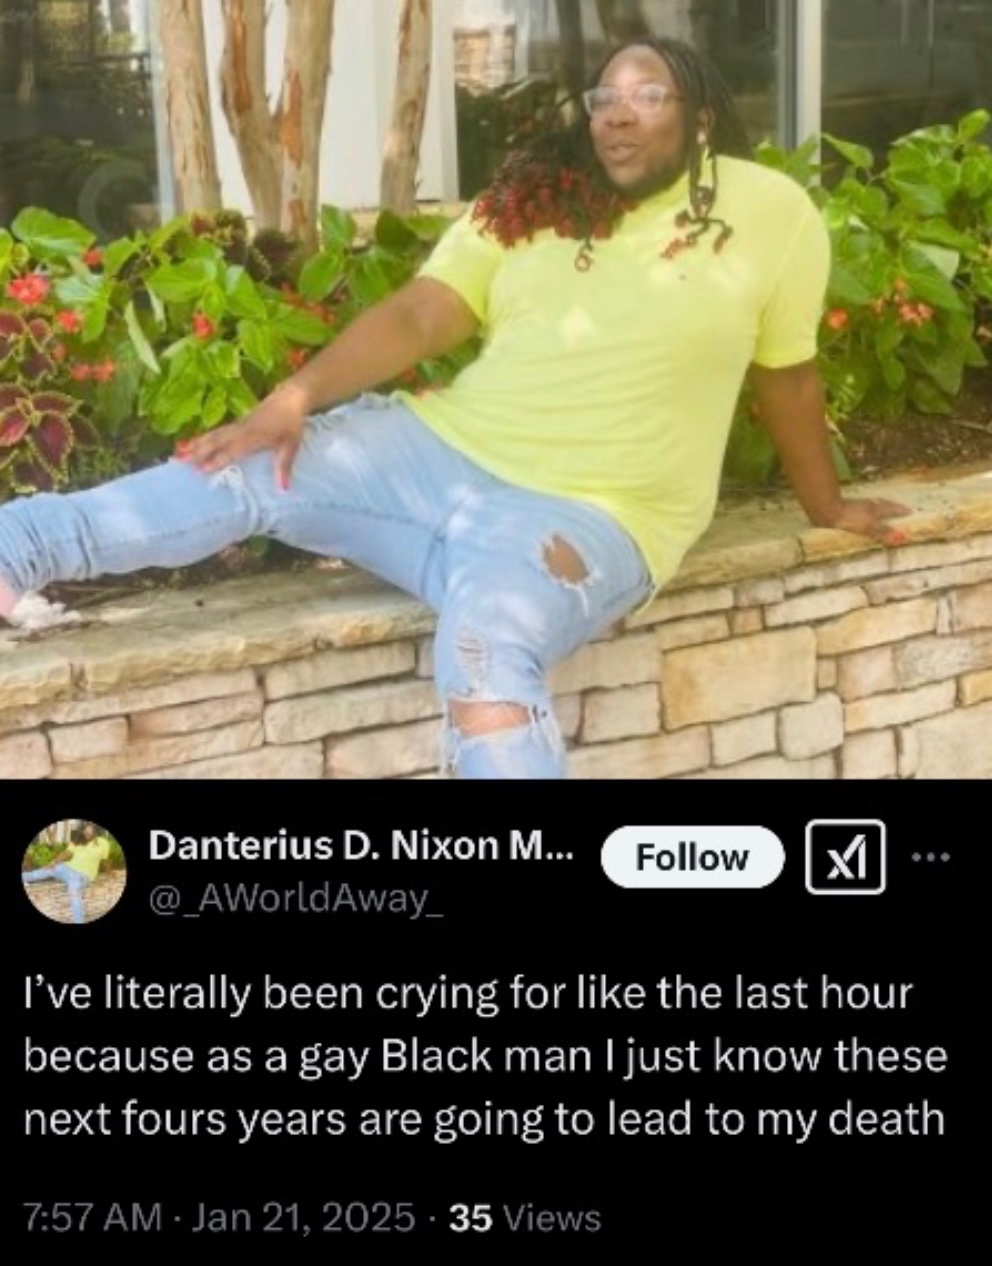 Danterius D. Nixon M...
@_AWorldAway_
Follow
I’ve literally been crying for like the last hour
because as a gay Black man I just know these
next fours years are going to lead to my death
7:57 AM · Jan 21, 2025 · 35 Views